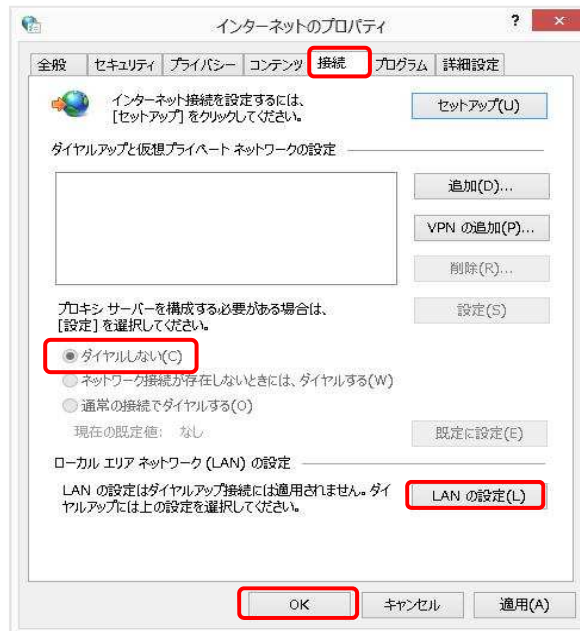 インターネットのプロパティ ? ×
全般 セキュリティ プライバシー コンテンツ 接続 プログラム 詳細設定
インターネット接続を設定するには、
[セットアップ] をクリックしてください。
セットアップ(U)
ダイヤルアップと仮想プライベート ネットワークの設定
追加(D)...
VPN の追加(P)...
削除(R)...
プロキシ サーバーを構成する必要がある場合は、
[設定] を選択してください。
設定(S)
ダイヤルしない(C)
ネットワーク接続が存在しないときには、ダイヤルする(W)
通常の接続でダイヤルする(O)
現在の既定値: なし
既定に設定(E)
ローカル エリア ネットワーク (LAN) の設定
LAN の設定はダイヤルアップ接続には適用されません。ダイ
ヤルアップには上の設定を選択してください。
LAN の設定(L)
OK キャンセル 適用(A)